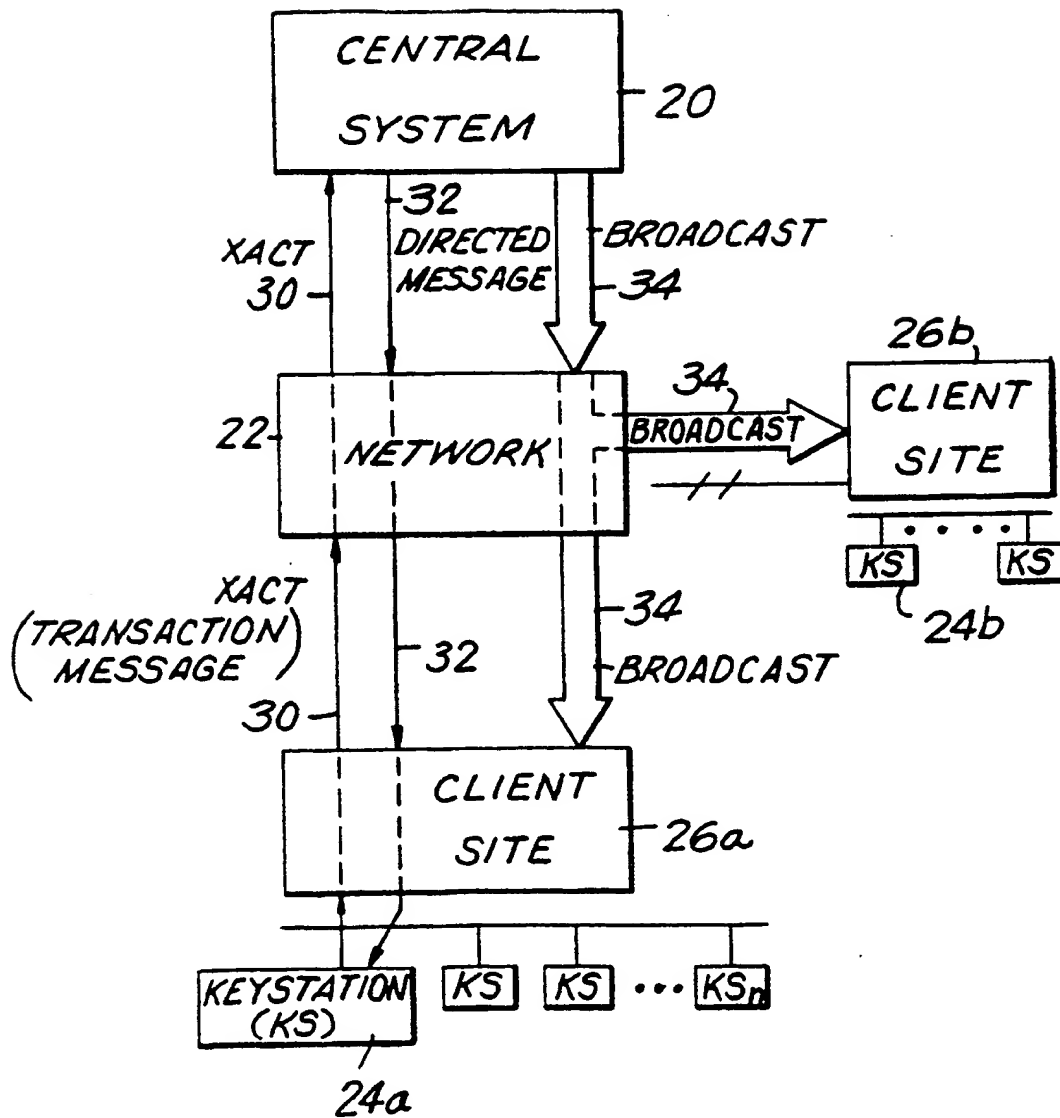 CENTRAL
SYSTEM
20
32
DIRECTED
MESSAGE
BROADCAST
34
XACT
30
26b
CLIENT
SITE
34
BROADCAST
22
NETWORK
KS
• • • •
KS
24b
XACT
(TRANSACTION)
MESSAGE
30
32
34
BROADCAST
CLIENT
SITE
26a
KEYSTATION
(KS)
KS
KS
•••
KSn
24a